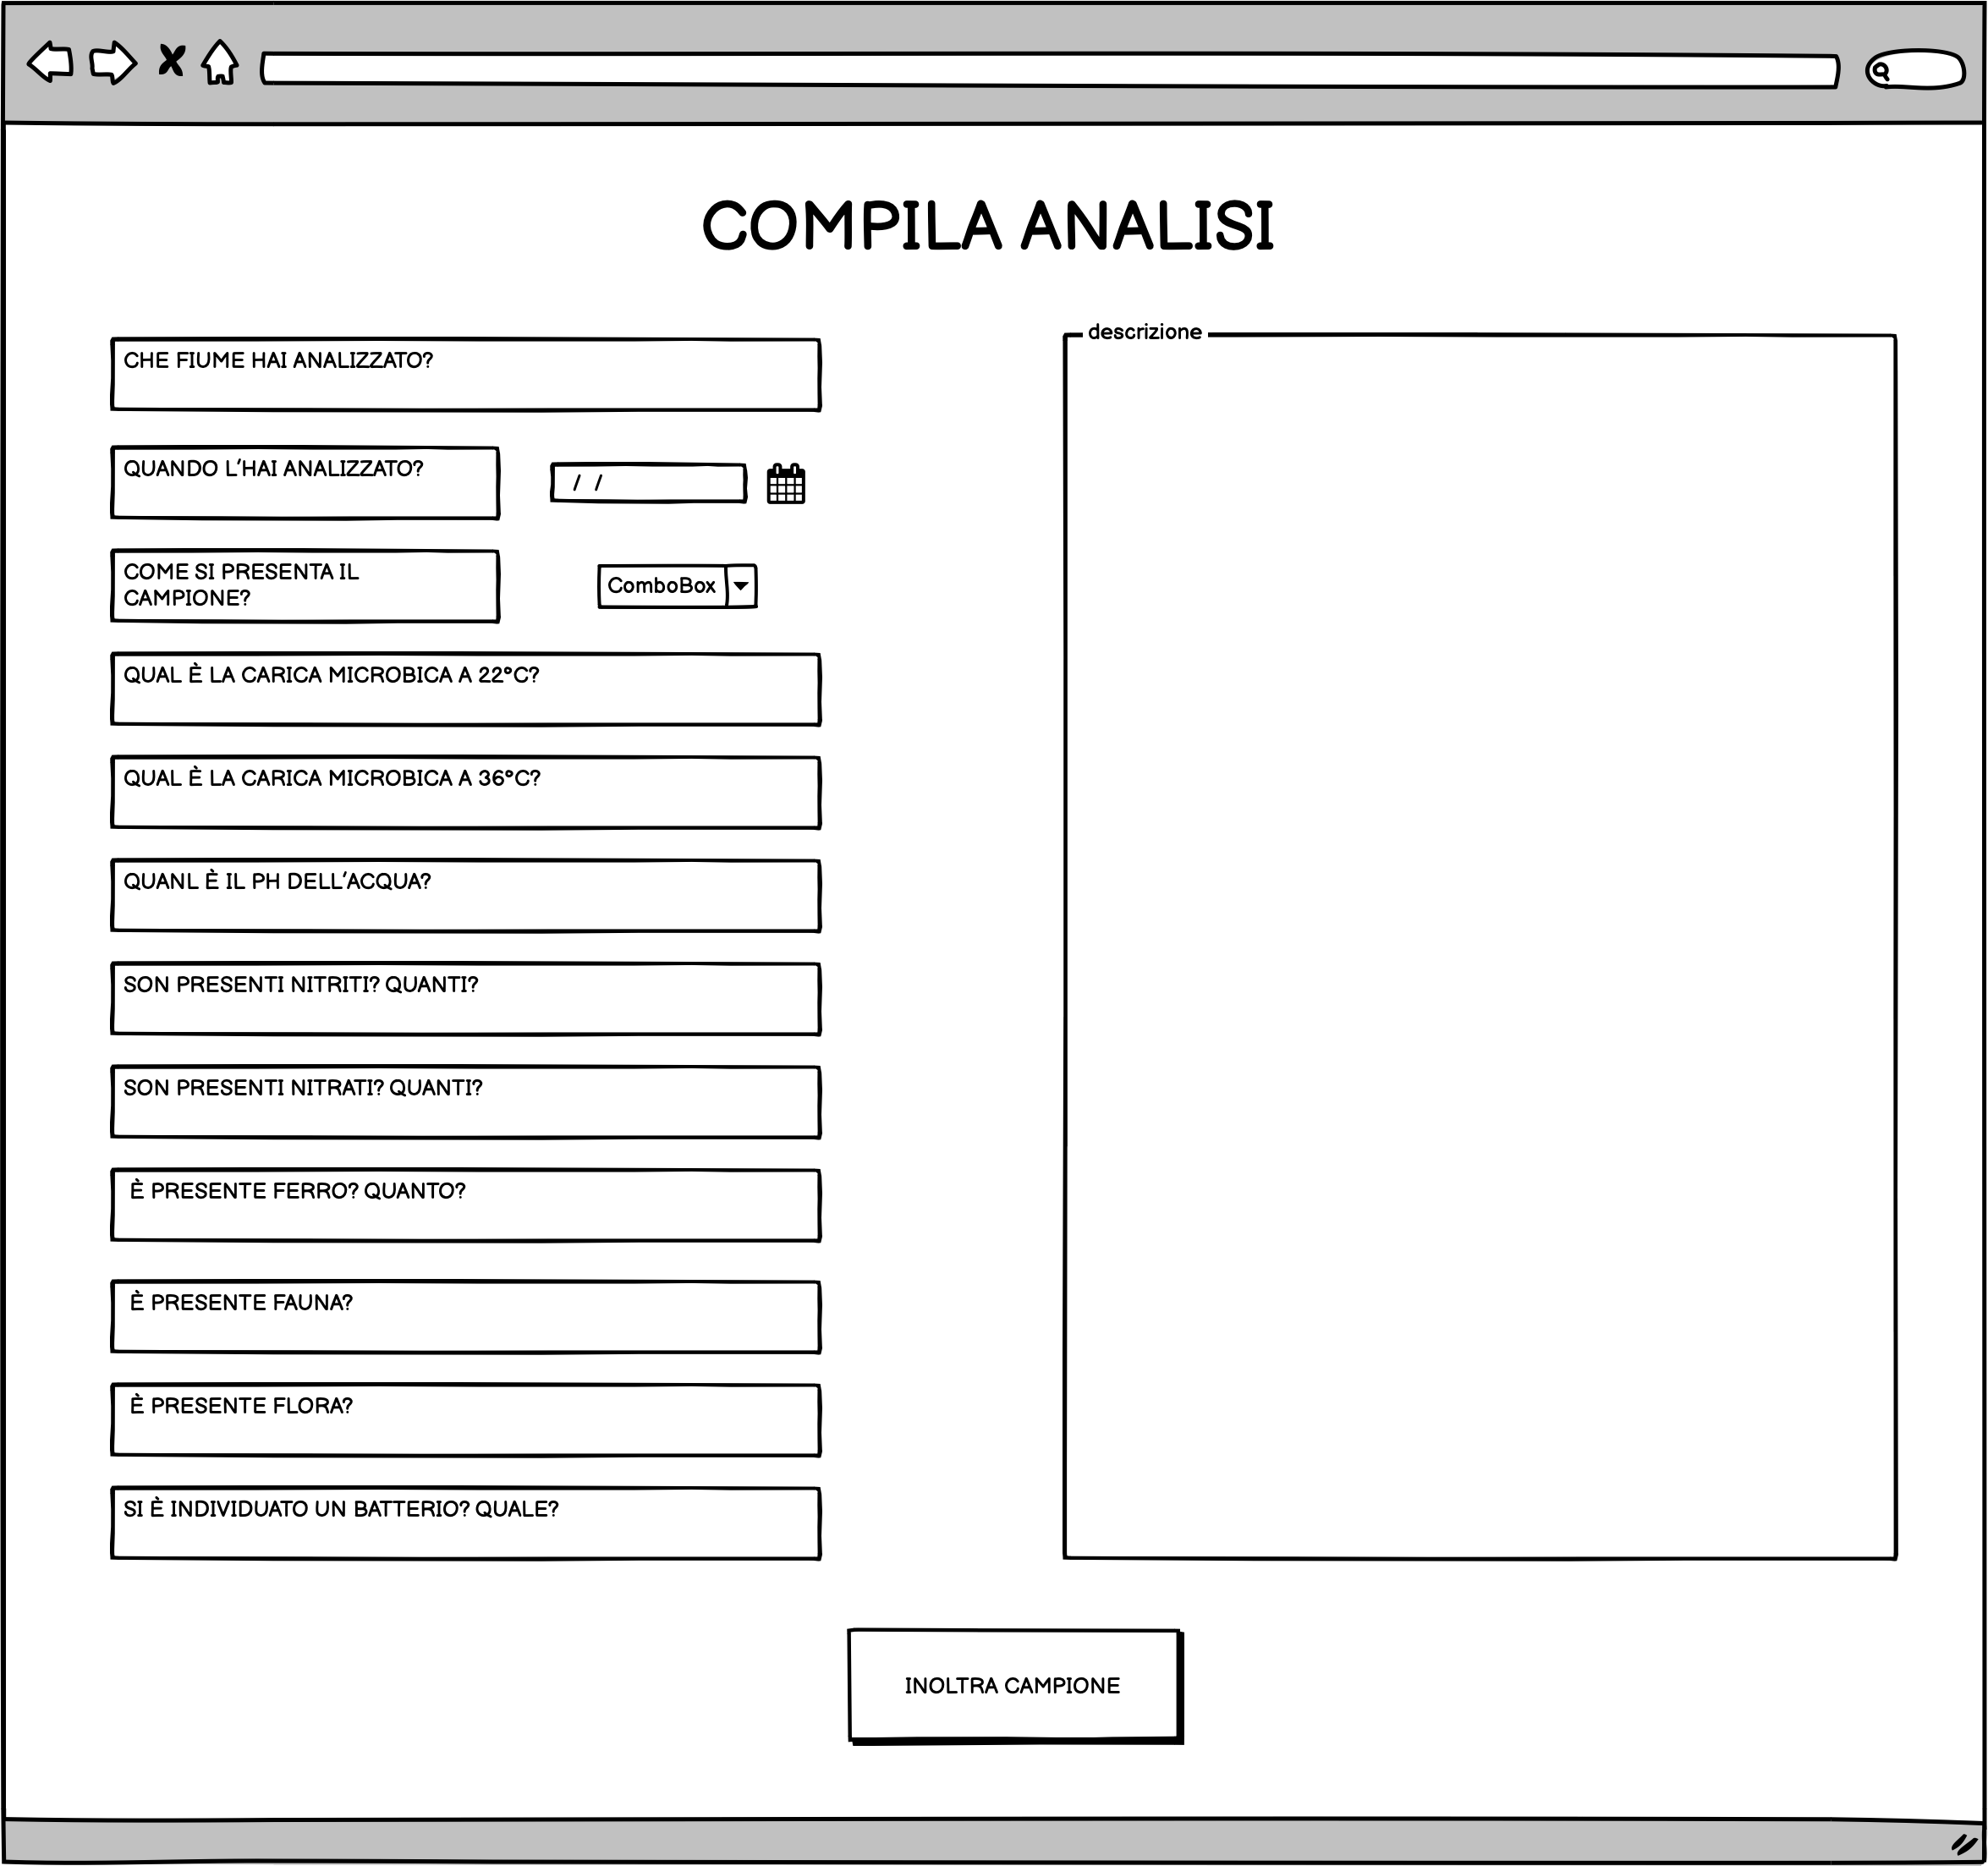 COMPILA ANALISI
CHE FIUME HAI ANALIZZATO?
QUANDO L'HAI ANALIZZATO?
/ /
COME SI PRESENTA IL
CAMPIONE?
ComboBox
QUAL È LA CARICA MICROBICA A 22°C?
QUAL È LA CARICA MICROBICA A 36°C?
QUANL È IL PH DELL'ACQUA?
SON PRESENTI NITRITI? QUANTI?
SON PRESENTI NITRATI? QUANTI?
È PRESENTE FERRO? QUANTO?
È PRESENTE FAUNA?
È PRESENTE FLORA?
SI È INDIVIDUATO UN BATTERIO? QUALE?
descrizione
INOLTRA CAMPIONE